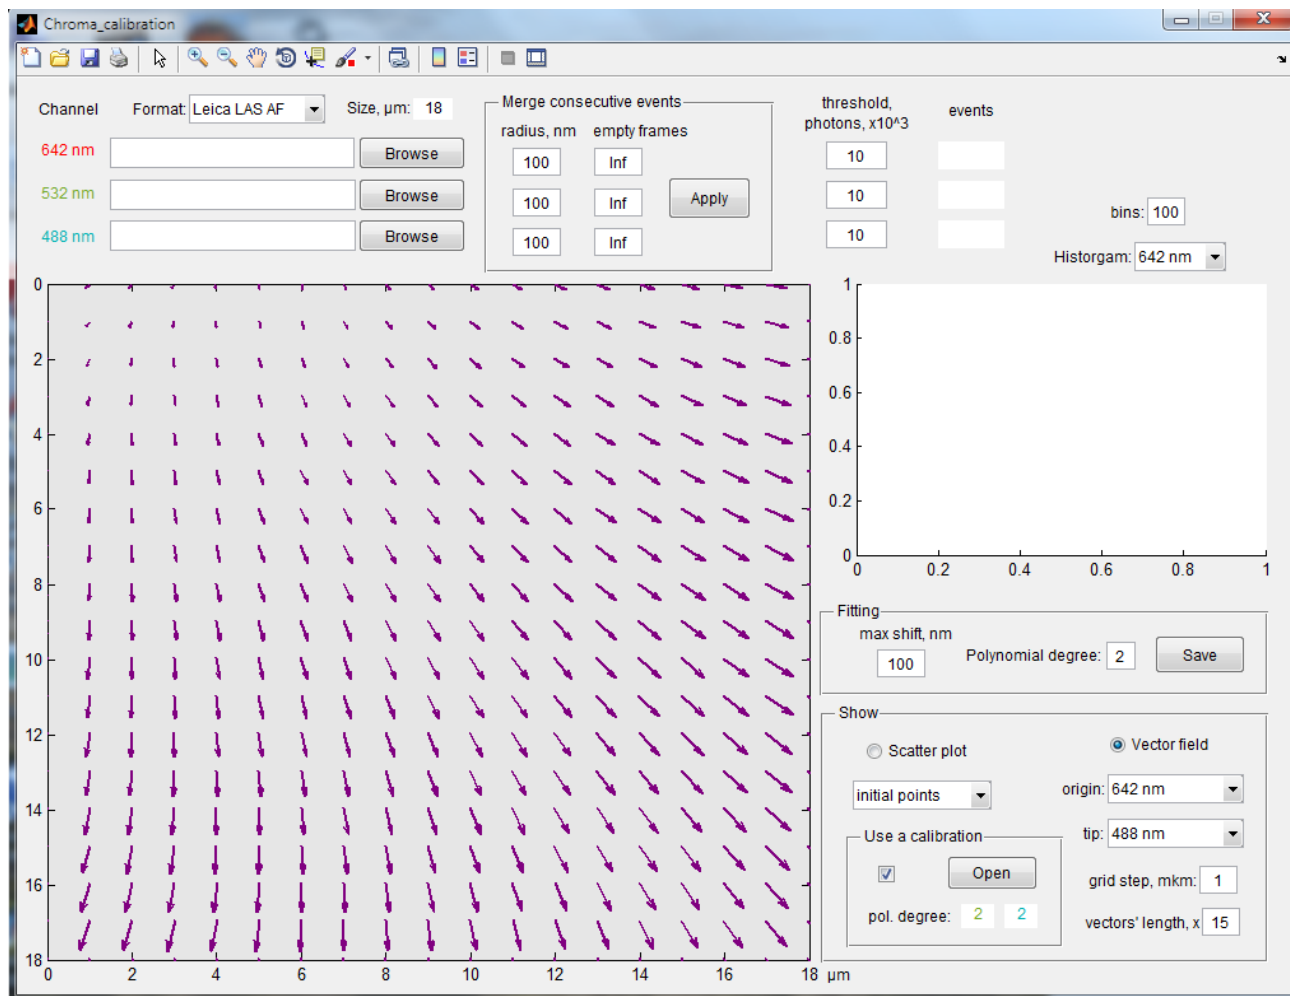 Chroma_calibration
Channel Format: Leica LAS AF Size, µm: 18
642 nm Browse
532 nm Browse
488 nm Browse
Merge consecutive events
radius, nm empty frames
100 Inf
100 Inf
100 Inf
Apply
threshold, photons, x10^3 events
10
10
10
bins: 100
Historgam: 642 nm
0
2
4
6
8
10
12
14
16
18
0 2 4 6 8 10 12 14 16 18 µm
1
0.8
0.6
0.4
0.2
0
0 0.2 0.4 0.6 0.8 1
Fitting
max shift, nm
100
Polynomial degree: 2 Save
Show
Scatter plot Vector field
initial points origin: 642 nm
Use a calibration tip: 488 nm
Open grid step, mkm: 1
pol. degree: 2 2 vectors' length, x 15